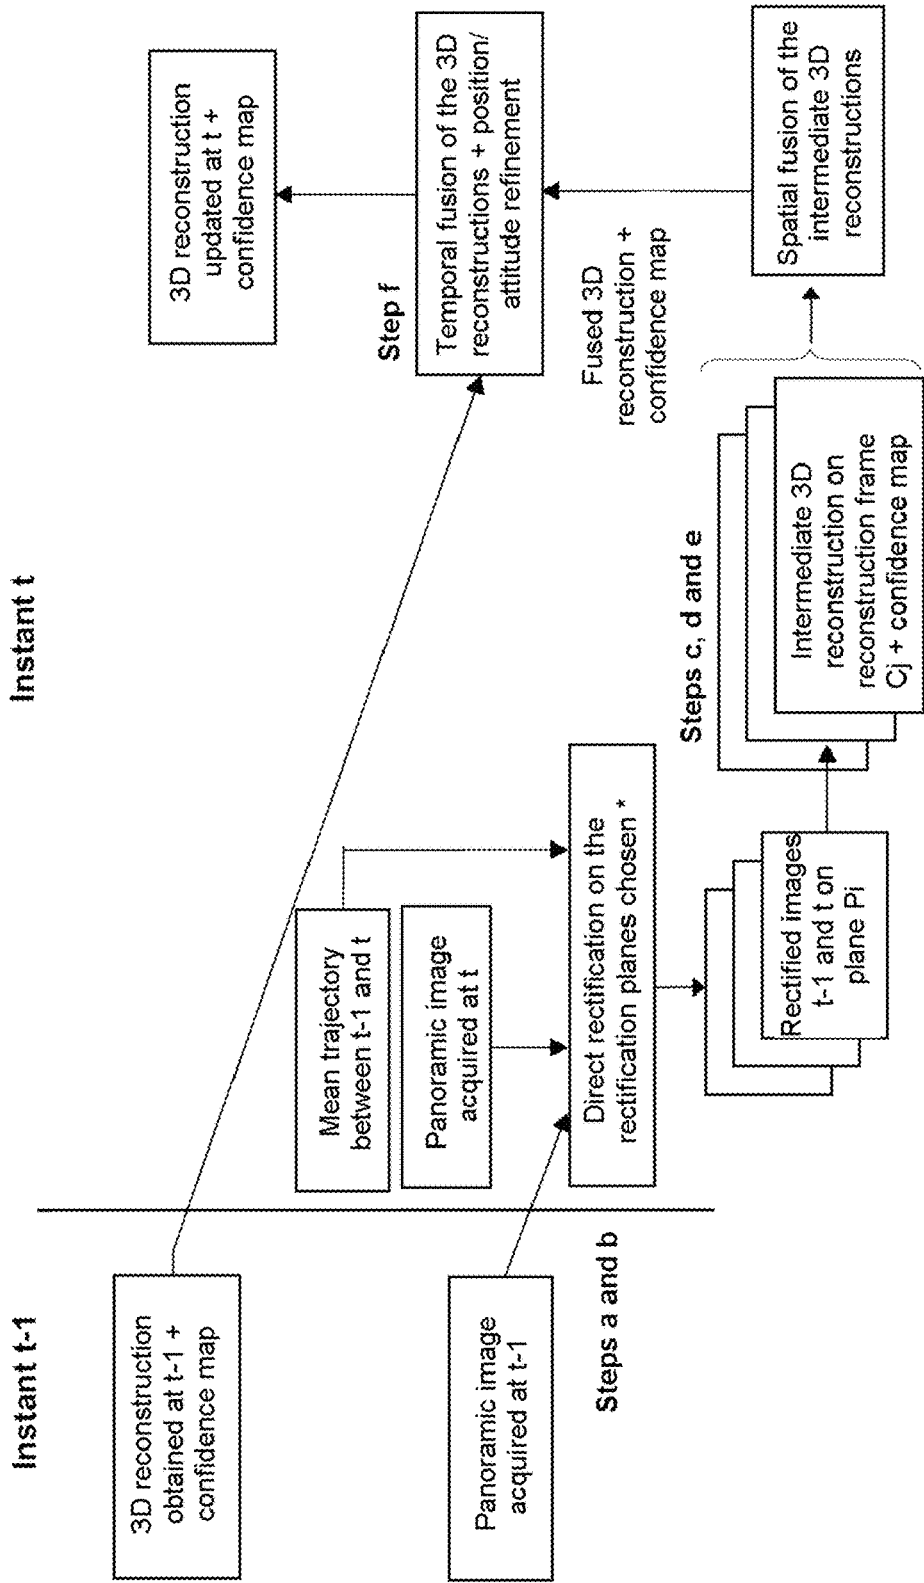 Instant t-1
Instant t
3D reconstruction
obtained at t-1 +
confidence map
3D reconstruction
updated at t +
confidence map
Mean trajectory
between t-1 and t
Panoramic image
acquired at t
Step f
Temporal fusion of the 3D
reconstructions + position/
attitude refinement
Panoramic image
acquired at t-1
Steps a and b
Direct rectification on the
rectification planes chosen *
Fused 3D
reconstruction +
confidence map
Steps c, d and e
Rectified images
t-1 and t on
plane Pi
Intermediate 3D
reconstruction on
reconstruction frame
Cj + confidence map
Spatial fusion of the
intermediate 3D
reconstructions